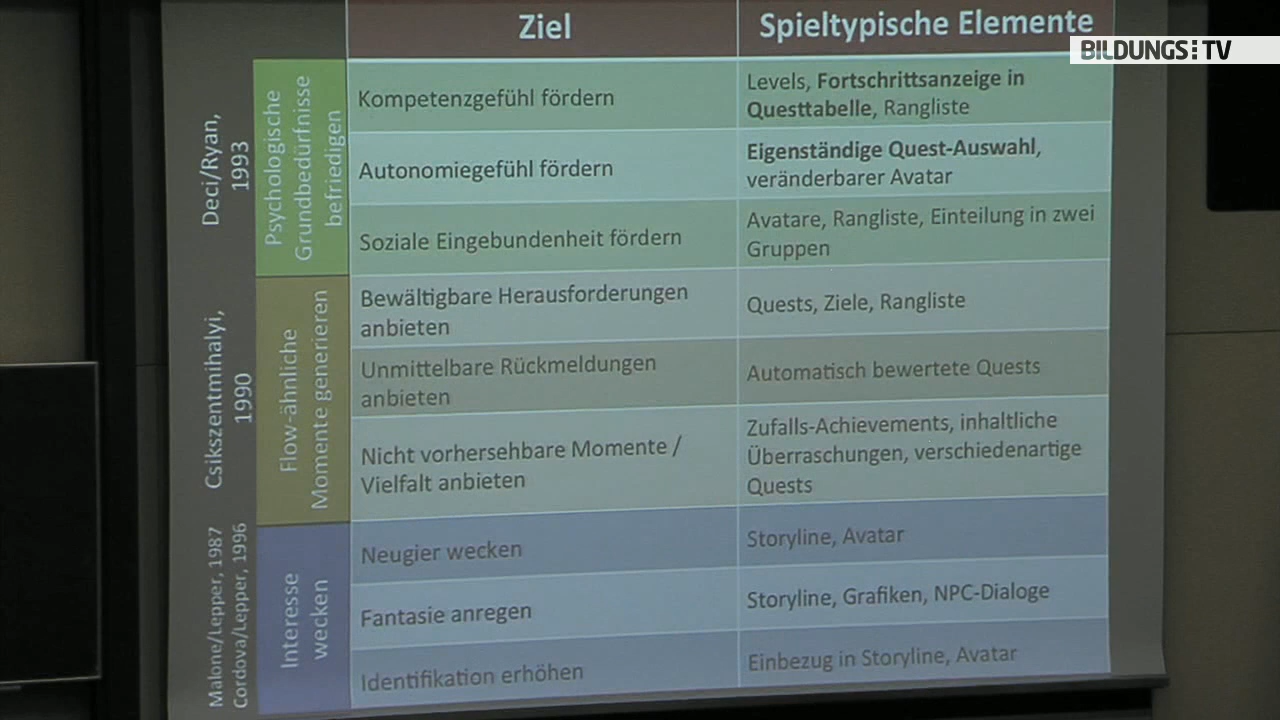 Ziel
Spieltypische Elemente
BILDUNGS:TV
Deci/Ryan,
1993
Psychologische
Grundbedürfnisse
befriedigen
Kompetenzgefühl fördern
Levels, Fortschrittsanzeige in
Questtabelle, Rangliste
Autonomiegefühl fördern
Eigenständige Quest-Auswahl,
veränderbarer Avatar
Soziale Eingebundenheit fördern
Avatare, Rangliste, Einteilung in zwei
Gruppen
Csikszentmihalyi,
1990
Flow-ähnliche
Momente generieren
Bewältigbare Herausforderungen
anbieten
Quests, Ziele, Rangliste
Unmittelbare Rückmeldungen
anbieten
Automatisch bewertete Quests
Nicht vorhersehbare Momente /
Vielfalt anbieten
Zufalls-Achievements, inhaltliche
Überraschungen, verschiedenartige
Quests
Malone/Lepper, 1987
Cordova/Lepper, 1996
Interesse
wecken
Neugier wecken
Storyline, Avatar
Fantasie anregen
Storyline, Grafiken, NPC-Dialoge
Identifikation erhöhen
Einbezug in Storyline, Avatar